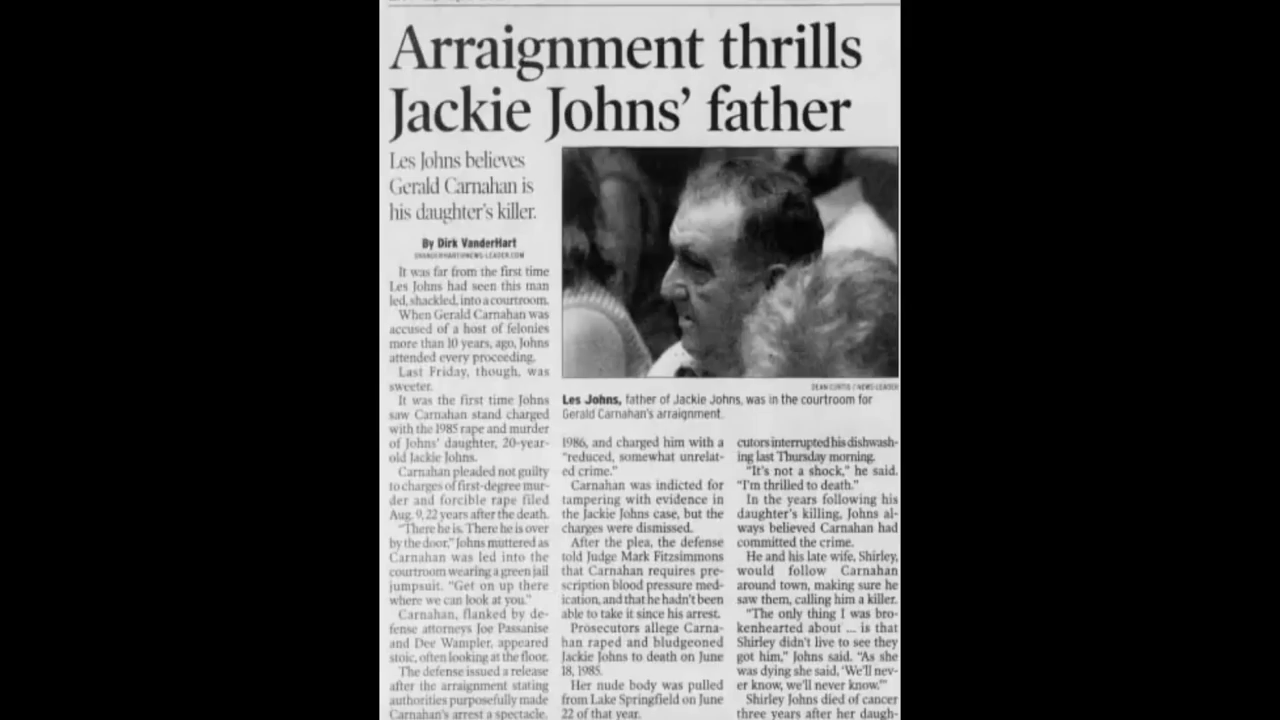 Arraignment thrills
Jackie Johns' father
Les Johns believes
Gerald Carnahan is
his daughter's killer.
By Dirk VanderHart
DVANDERHART@NEWS-LEADER.COM
It was far from the first time
Les Johns had seen this man
led, shackled, into a courtroom.
When Gerald Carnahan was
accused of a host of felonies
more than 10 years, ago, Johns
attended every proceeding.
Last Friday, though, was
sweeter.
It was the first time Johns
saw Carnahan stand charged
with the 1985 rape and murder
of Johns' daughter, 20-year-
old Jackie Johns.
Carnahan pleaded not guilty
to charges of first-degree mur-
der and forcible rape filed
Aug. 9, 22 years after the death.
"There he is. There he is over
by the door," Johns muttered as
Carnahan was led into the
courtroom wearing a green jail
jumpsuit. "Get on up there
where we can look at you."
Carnahan, flanked by de-
fense attorneys Joe Passanise
and Dee Wampler, appeared
stoic, often looking at the floor.
The defense issued a release
after the arraignment stating
authorities purposefully made
Carnahan's arrest a spectacle.
DEAN CURTIS / NEWS-LEADER
Les Johns, father of Jackie Johns, was in the courtroom for
Gerald Carnahan's arraignment.
1986, and charged him with a
"reduced, somewhat unrelat-
ed crime."
Carnahan was indicted for
tampering with evidence in
the Jackie Johns case, but the
charges were dismissed.
After the plea, the defense
told Judge Mark Fitzsimmons
that Carnahan requires pre-
scription blood pressure med-
ication, and that he hadn't been
able to take it since his arrest.
Prosecutors allege Carna-
han raped and bludgeoned
Jackie Johns to death on June
18, 1985.
Her nude body was pulled
from Lake Springfield on June
22 of that year.
cutors interrupted his dishwash-
ing last Thursday morning.
"It's not a shock," he said.
"I'm thrilled to death."
In the years following his
daughter's killing, Johns al-
ways believed Carnahan had
committed the crime.
He and his late wife, Shirley,
would follow Carnahan
around town, making sure he
saw them, calling him a killer.
"The only thing I was bro-
kenhearted about ... is that
Shirley didn't live to see they
got him," Johns said. "As she
was dying she said, 'We'll nev-
er know, we'll never know.'"
Shirley Johns died of cancer
three years after her daugh-